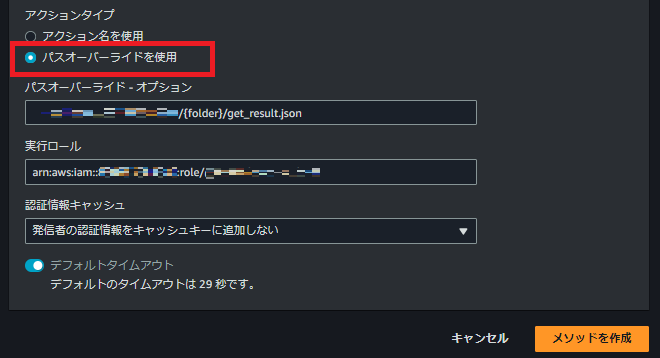 アクションタイプ
アクション名を使用
パスオーバーライドを使用
パスオーバーライド - オプション
/{folder}/get_result.json
実行ロール
arn:aws:iam:::role/
認証情報キャッシュ
発信者の認証情報をキャッシュキーに追加しない
デフォルトタイムアウト
デフォルトのタイムアウトは 29 秒です。
キャンセル
メソッドを作成